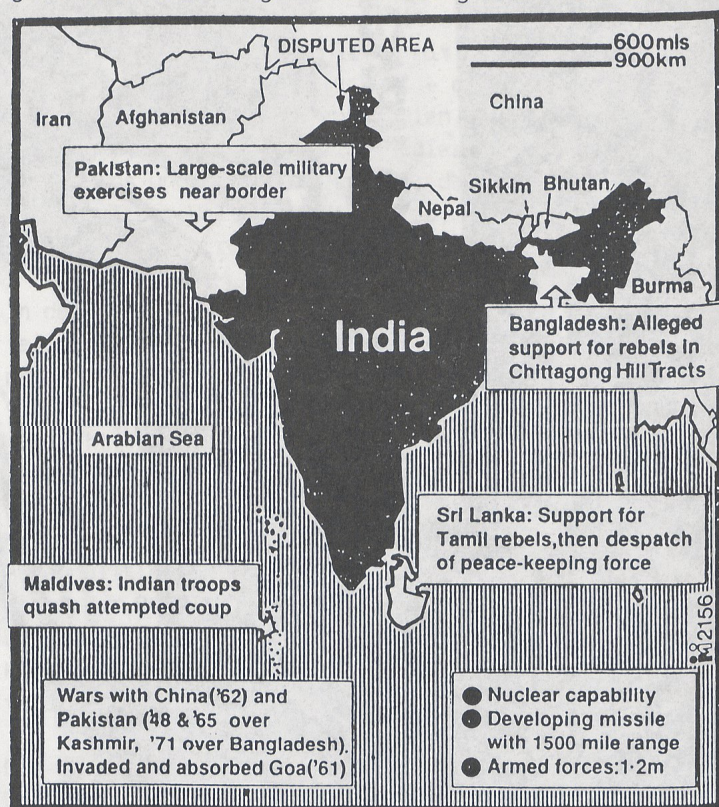 DISPUTED AREA
600mls
900km
Iran
Afghanistan
China
Pakistan: Large-scale military
exercises near border
Sikkim
Bhutan
Nepal
Burma
India
Bangladesh: Alleged
support for rebels in
Chittagong Hill Tracts
Arabian Sea
Sri Lanka: Support for
Tamil rebels,then despatch
of peace-keeping force
Maldives: Indian troops
quash attempted coup
M2156
Wars with China('62) and
Pakistan ('48 & '65 over
Kashmir, '71 over Bangladesh).
Invaded and absorbed Goa('61)
● Nuclear capability
● Developing missile
with 1500 mile range
● Armed forces:1·2m